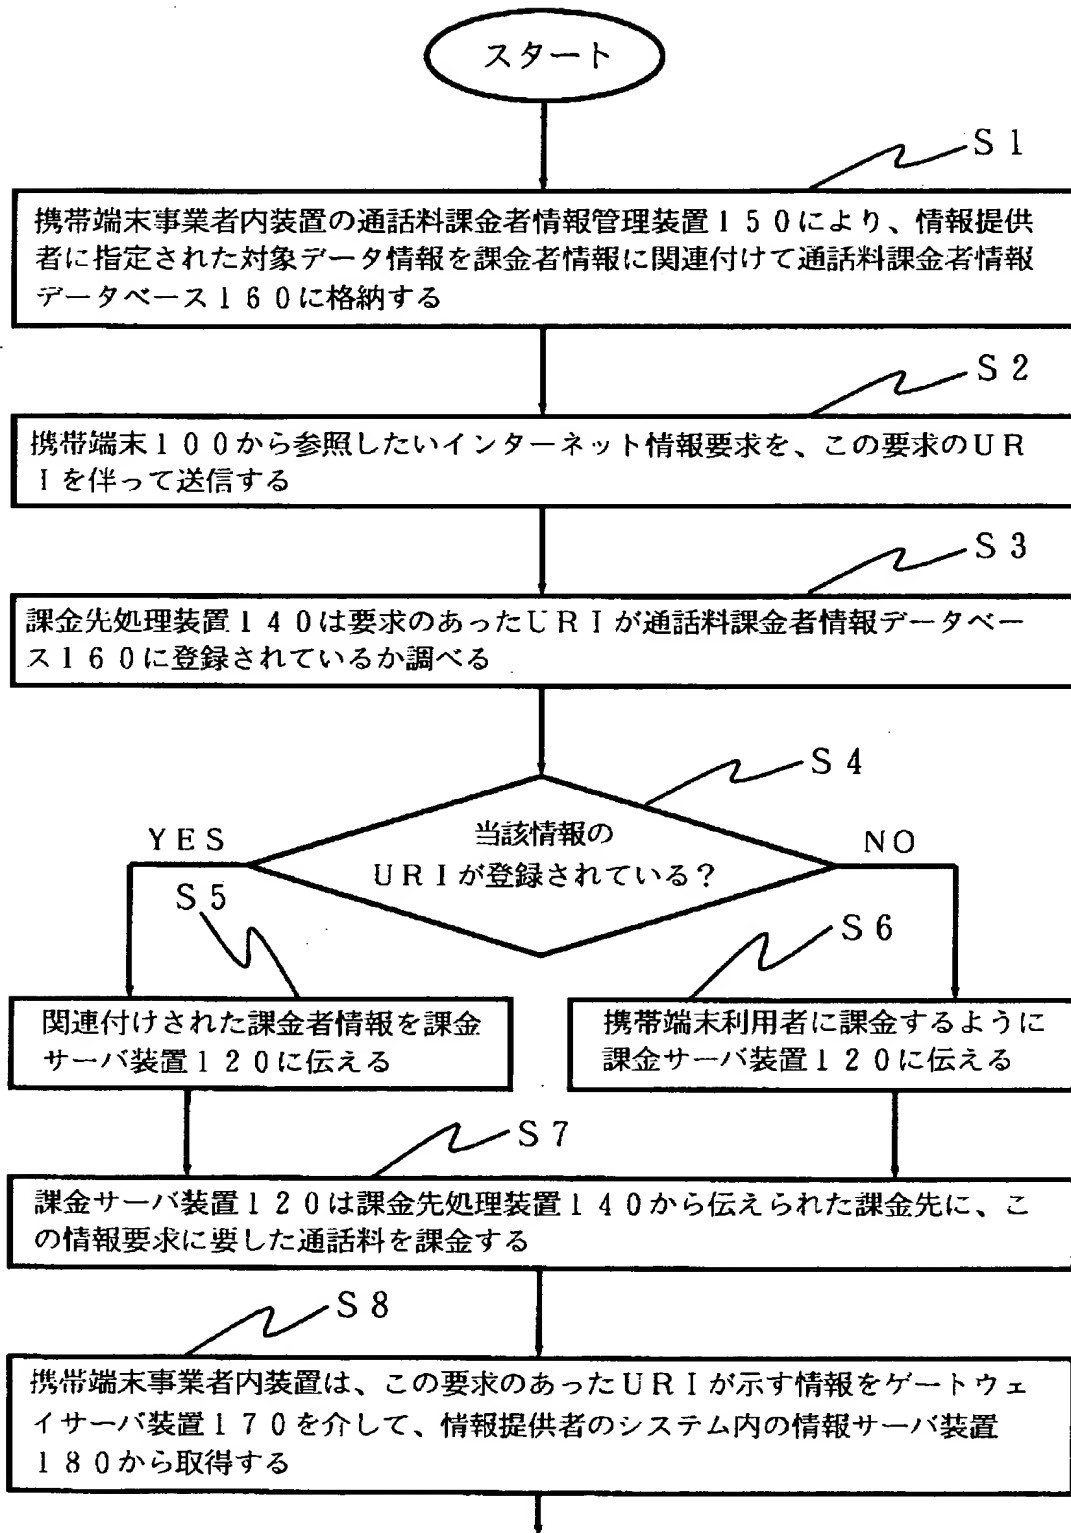 スタート
S1
携帯端末事業者内装置の通話料課金者情報管理装置150により、情報提供
者に指定された対象データ情報を課金者情報に関連付けて通話料課金者情報
データベース160に格納する
S2
携帯端末100から参照したいインターネット情報要求を、この要求のUR
Iを伴って送信する
S3
課金先処理装置140は要求のあったURIが通話料課金者情報データベー
ス160に登録されているか調べる
S4
当該情報の
URIが登録されている?
YES
NO
S5
S6
関連付けされた課金者情報を課金
サーバ装置120に伝える
携帯端末利用者に課金するように
課金サーバ装置120に伝える
S7
課金サーバ装置120は課金先処理装置140から伝えられた課金先に、こ
の情報要求に要した通話料を課金する
S8
携帯端末事業者内装置は、この要求のあったURIが示す情報をゲートウェ
イサーバ装置170を介して、情報提供者のシステム内の情報サーバ装置
180から取得する